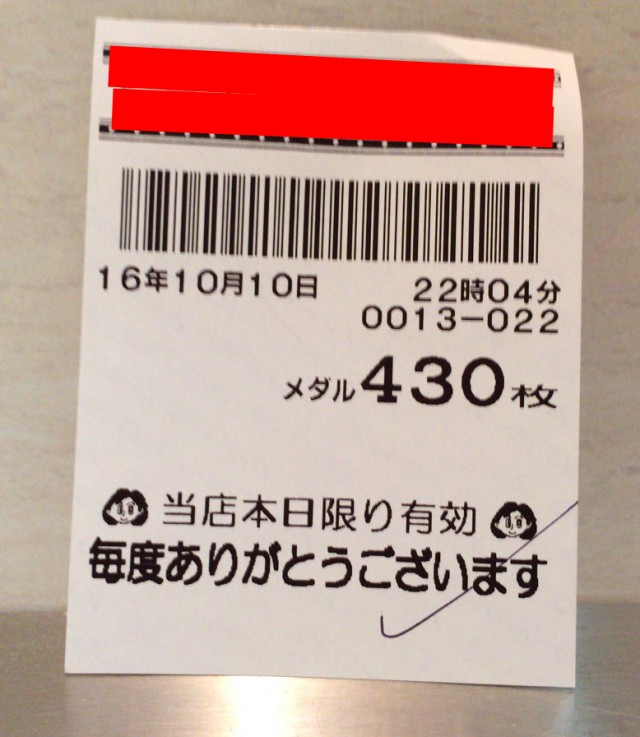 16年10月10日 22時04分
0013-022
メダル430枚
当店本日限り有効
毎度ありがとうございます